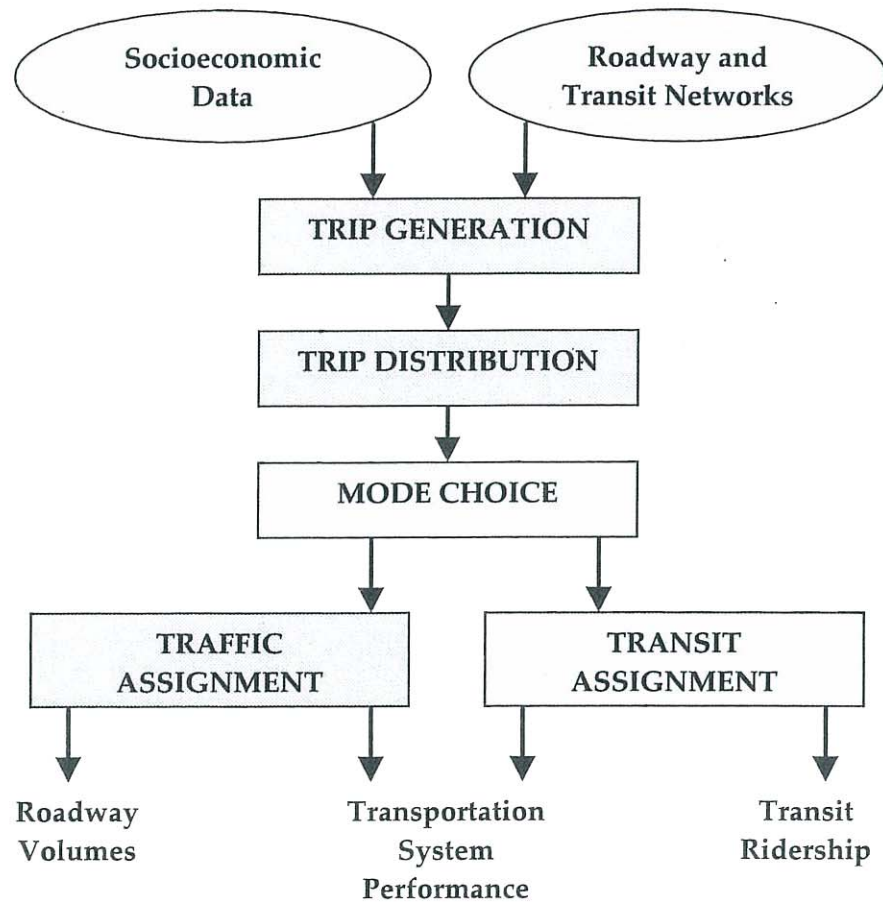 Socioeconomic
Data
Roadway and
Transit Networks
TRIP GENERATION
TRIP DISTRIBUTION
MODE CHOICE
TRAFFIC
ASSIGNMENT
TRANSIT
ASSIGNMENT
Roadway
Volumes
Transportation
System
Performance
Transit
Ridership